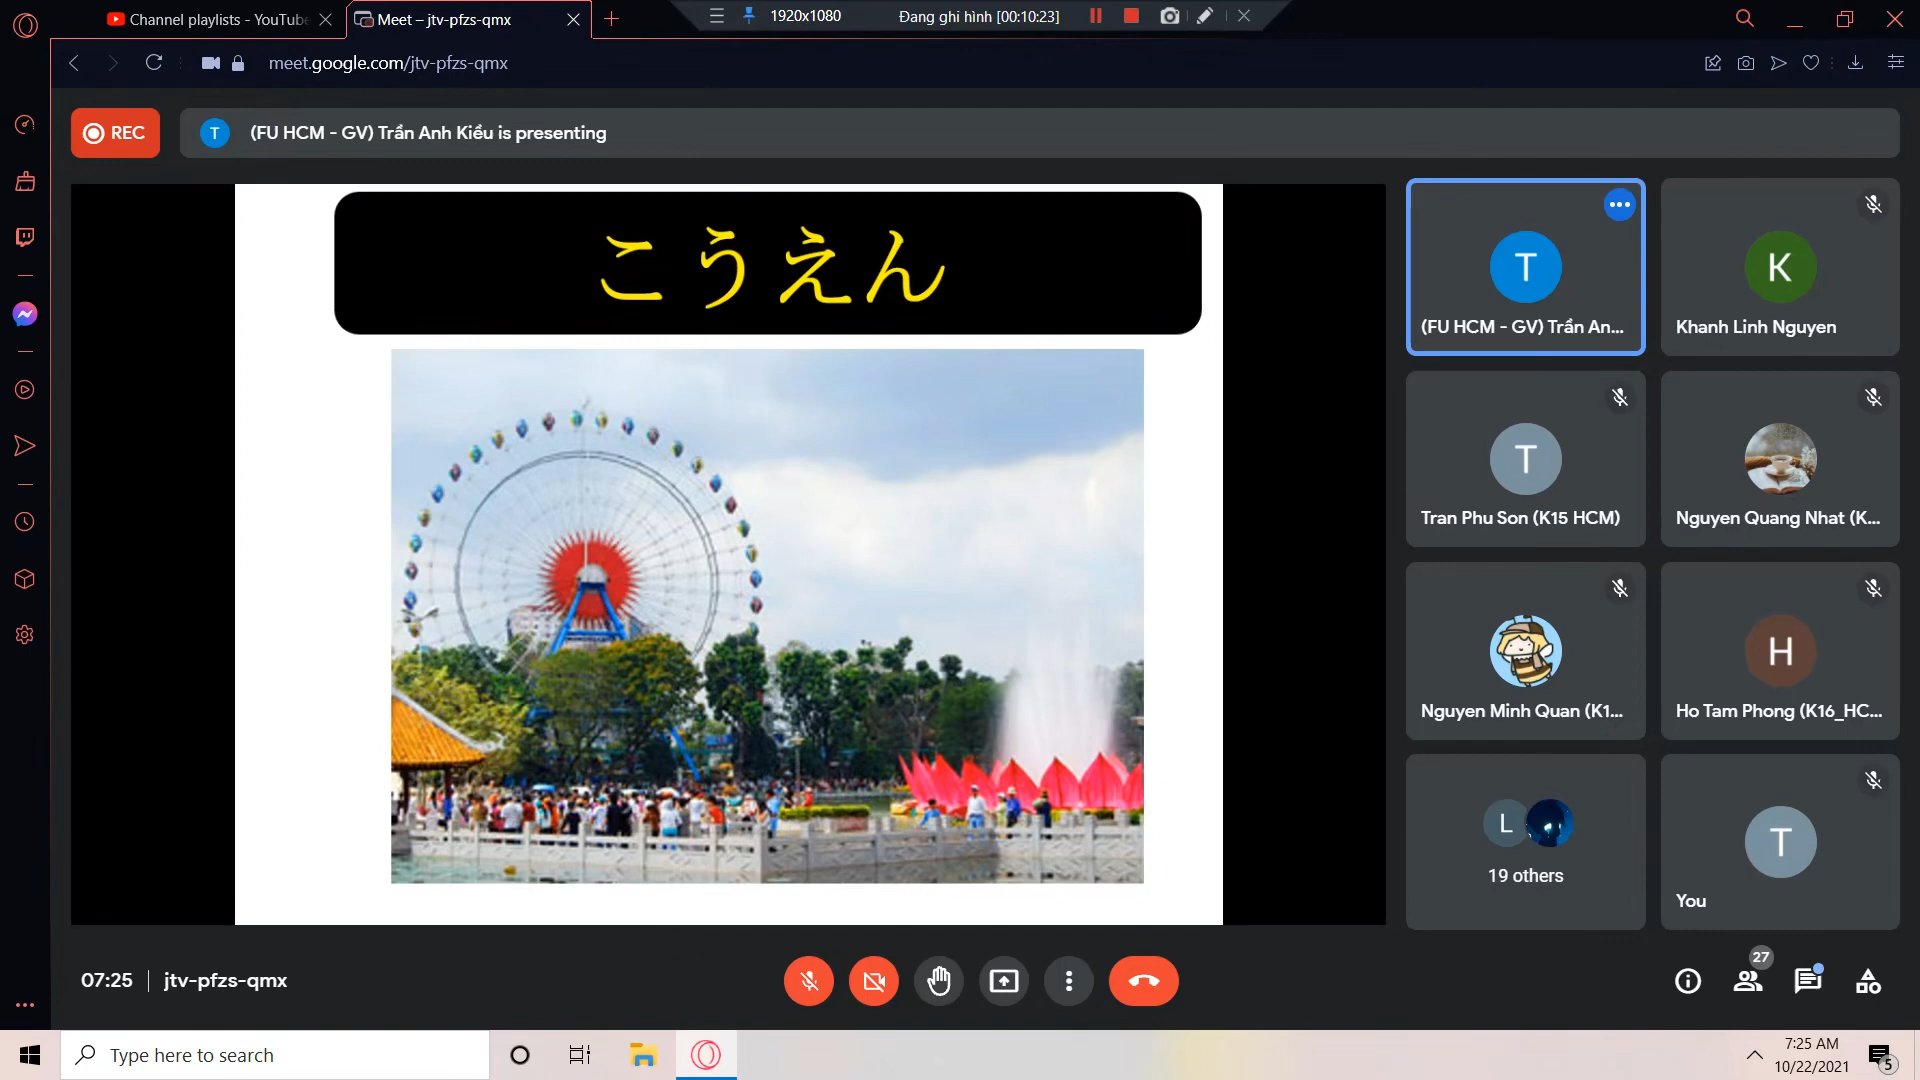 Channel playlists - YouTube
Meet – jtv-pfzs-qmx
1920x1080
Đang ghi hình [00:10:23]
meet.google.com/jtv-pfzs-qmx
REC
T
(FU HCM - GV) Trần Anh Kiều is presenting
こうえん
T
(FU HCM - GV) Trần An...
K
Khanh Linh Nguyen
T
Tran Phu Son (K15 HCM)
Nguyen Quang Nhat (K...
Nguyen Minh Quan (K1...
H
Ho Tam Phong (K16_HC...
L
19 others
T
You
07:25
jtv-pfzs-qmx
27
Type here to search
7:25 AM
10/22/2021
5